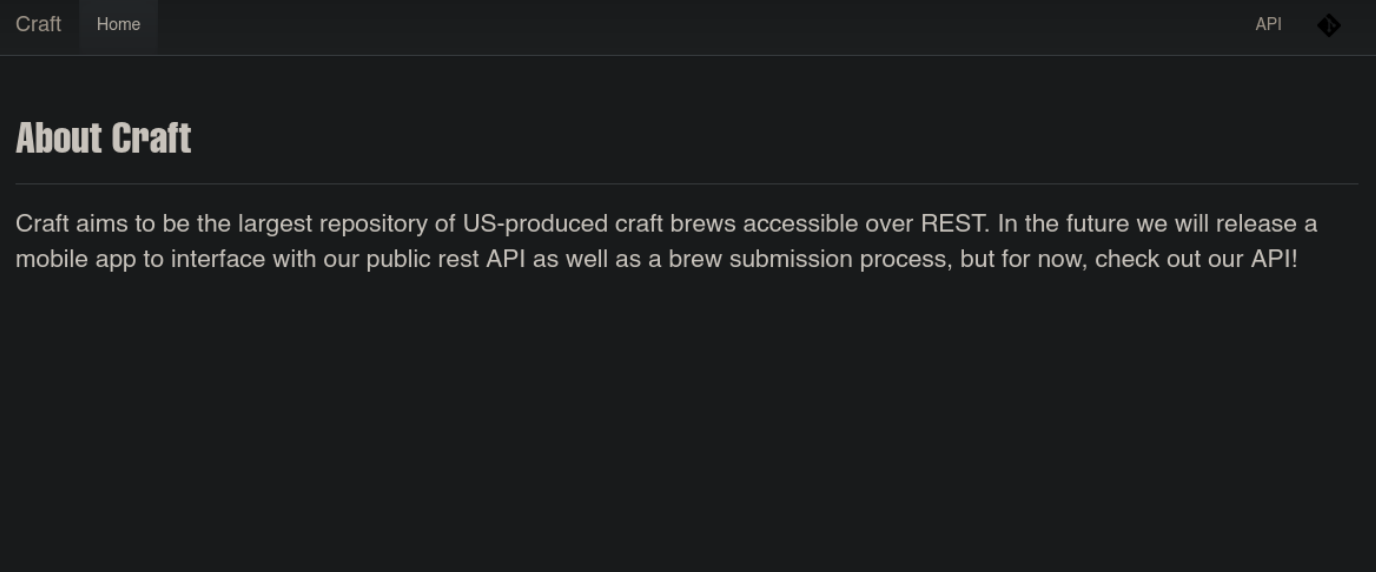 Craft Home API
About Craft
Craft aims to be the largest repository of US-produced craft brews accessible over REST. In the future we will release a
mobile app to interface with our public rest API as well as a brew submission process, but for now, check out our API!